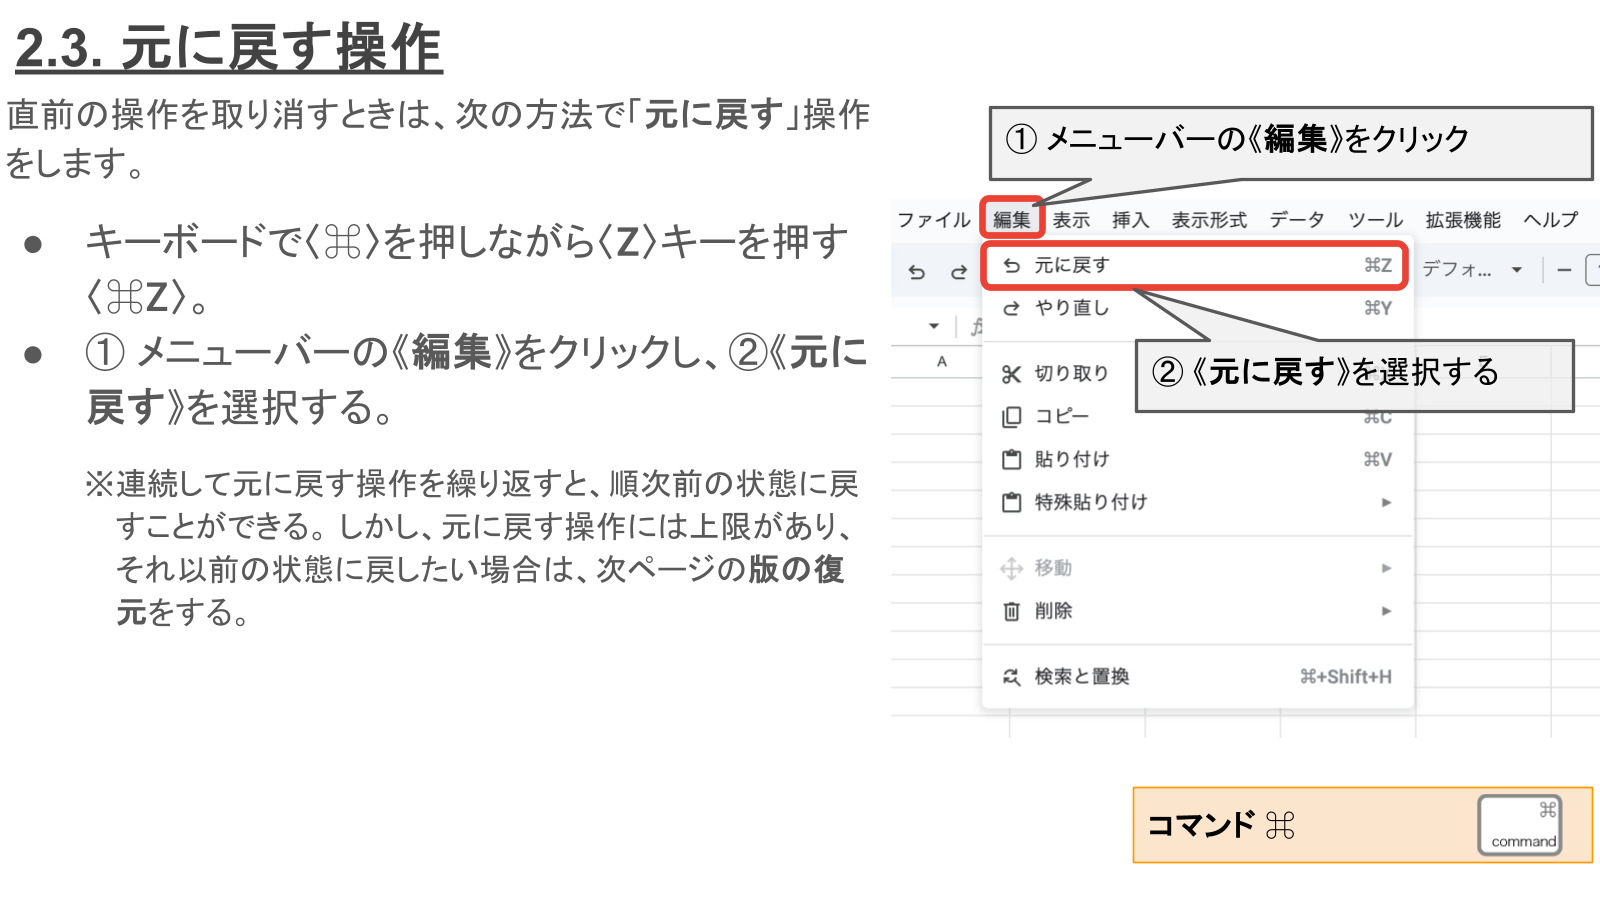 2.3. 元に戻す操作
直前の操作を取り消すときは、次の方法で「元に戻す」操作
をします。
● キーボードで〈⌘〉を押しながら〈Z〉キーを押す
〈⌘Z〉。
● ① メニューバーの《編集》をクリックし、②《元に
戻す》を選択する。
※連続して元に戻す操作を繰り返すと、順次前の状態に戻
すことができる。しかし、元に戻す操作には上限があり、
それ以前の状態に戻したい場合は、次ページの版の復
元をする。
① メニューバーの《編集》をクリック
ファイル 編集 表示 挿入 表示形式 データ ツール 拡張機能 ヘルプ
元に戻す ⌘Z
デフォ...
やり直し ⌘Y
A
② 《元に戻す》を選択する
切り取り
コピー ⌘C
貼り付け ⌘V
特殊貼り付け
移動
削除
検索と置換 ⌘+Shift+H
コマンド ⌘
⌘
command